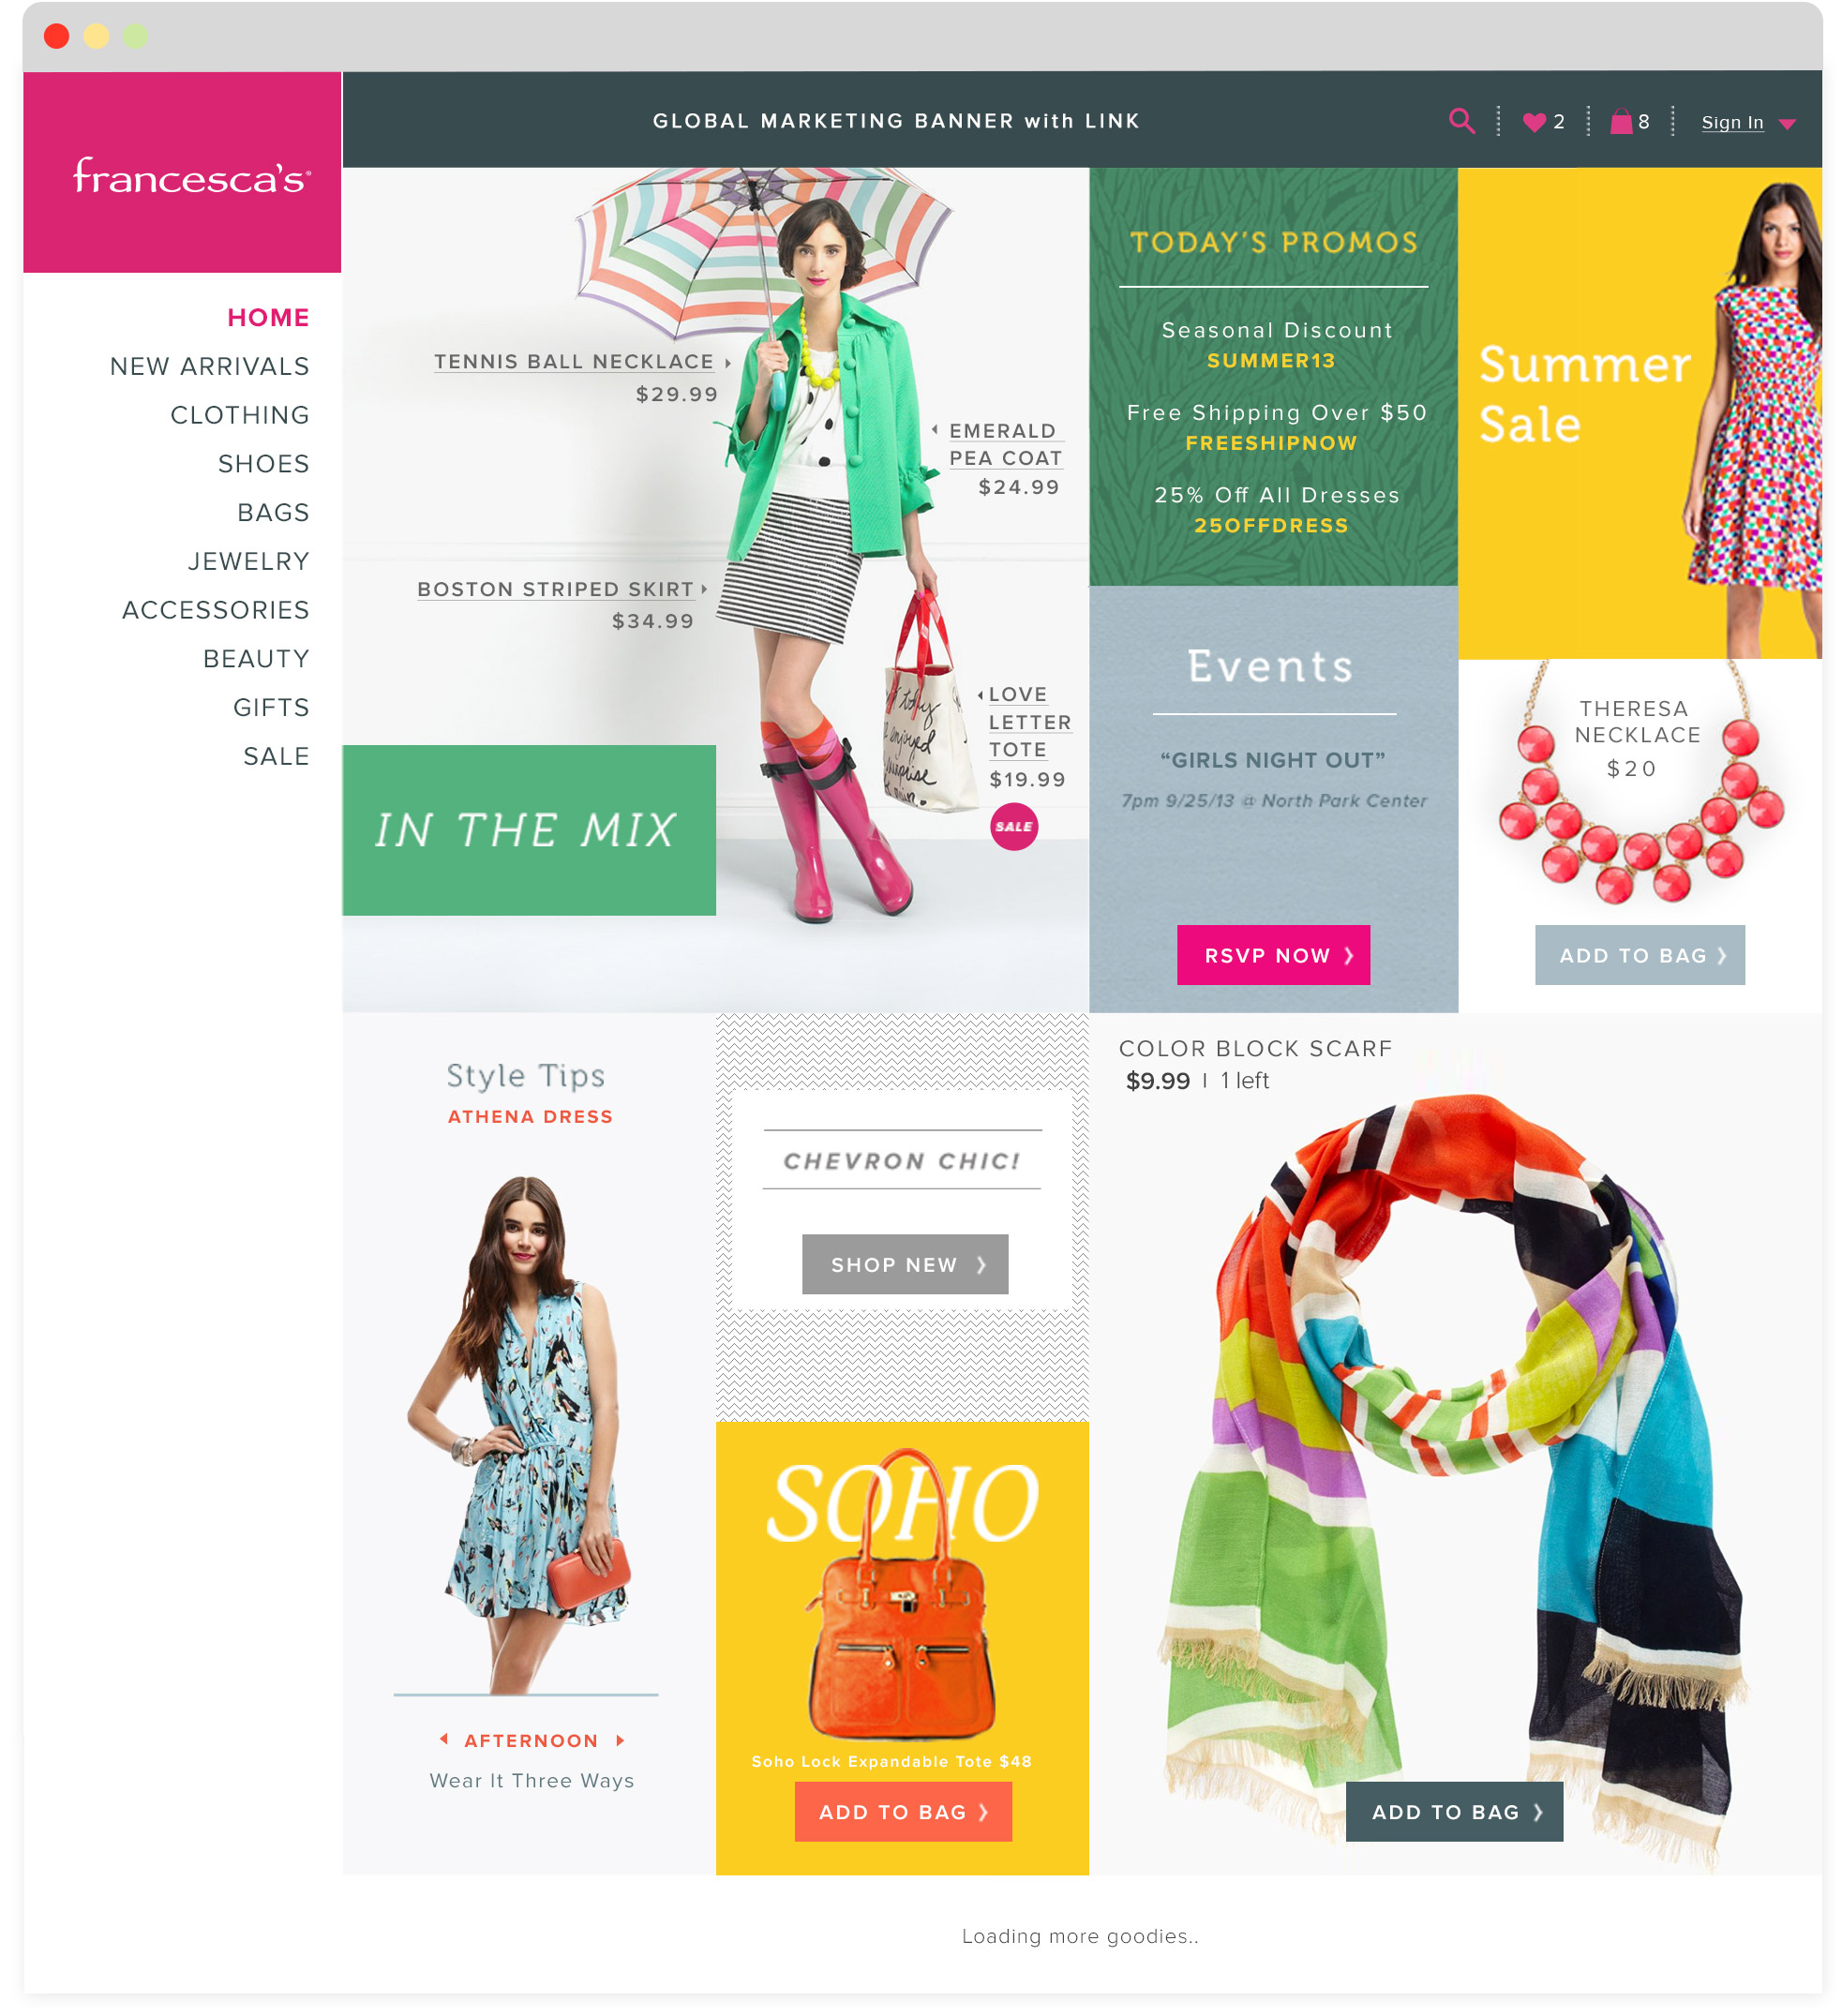 francesca's®
GLOBAL MARKETING BANNER with LINK
2
8
Sign In
HOME
NEW ARRIVALS
CLOTHING
SHOES
BAGS
JEWELRY
ACCESSORIES
BEAUTY
GIFTS
SALE
TENNIS BALL NECKLACE
$29.99
EMERALD
PEA COAT
$24.99
BOSTON STRIPED SKIRT
$34.99
LOVE
LETTER
TOTE
$19.99
SALE
enjoyed
IN THE MIX
TODAY'S PROMOS
Seasonal Discount
SUMMER13
Free Shipping Over $50
FREESHIPNOW
25% Off All Dresses
25OFFDRESS
Summer
Sale
Events
“GIRLS NIGHT OUT”
7pm 9/25/13 @ North Park Center
RSVP NOW
THERESA
NECKLACE
$20
ADD TO BAG
Style Tips
ATHENA DRESS
AFTERNOON
Wear It Three Ways
CHEVRON CHIC!
SHOP NEW
SOHO
Soho Lock Expandable Tote $48
ADD TO BAG
COLOR BLOCK SCARF
$9.99 | 1 left
ADD TO BAG
Loading more goodies..